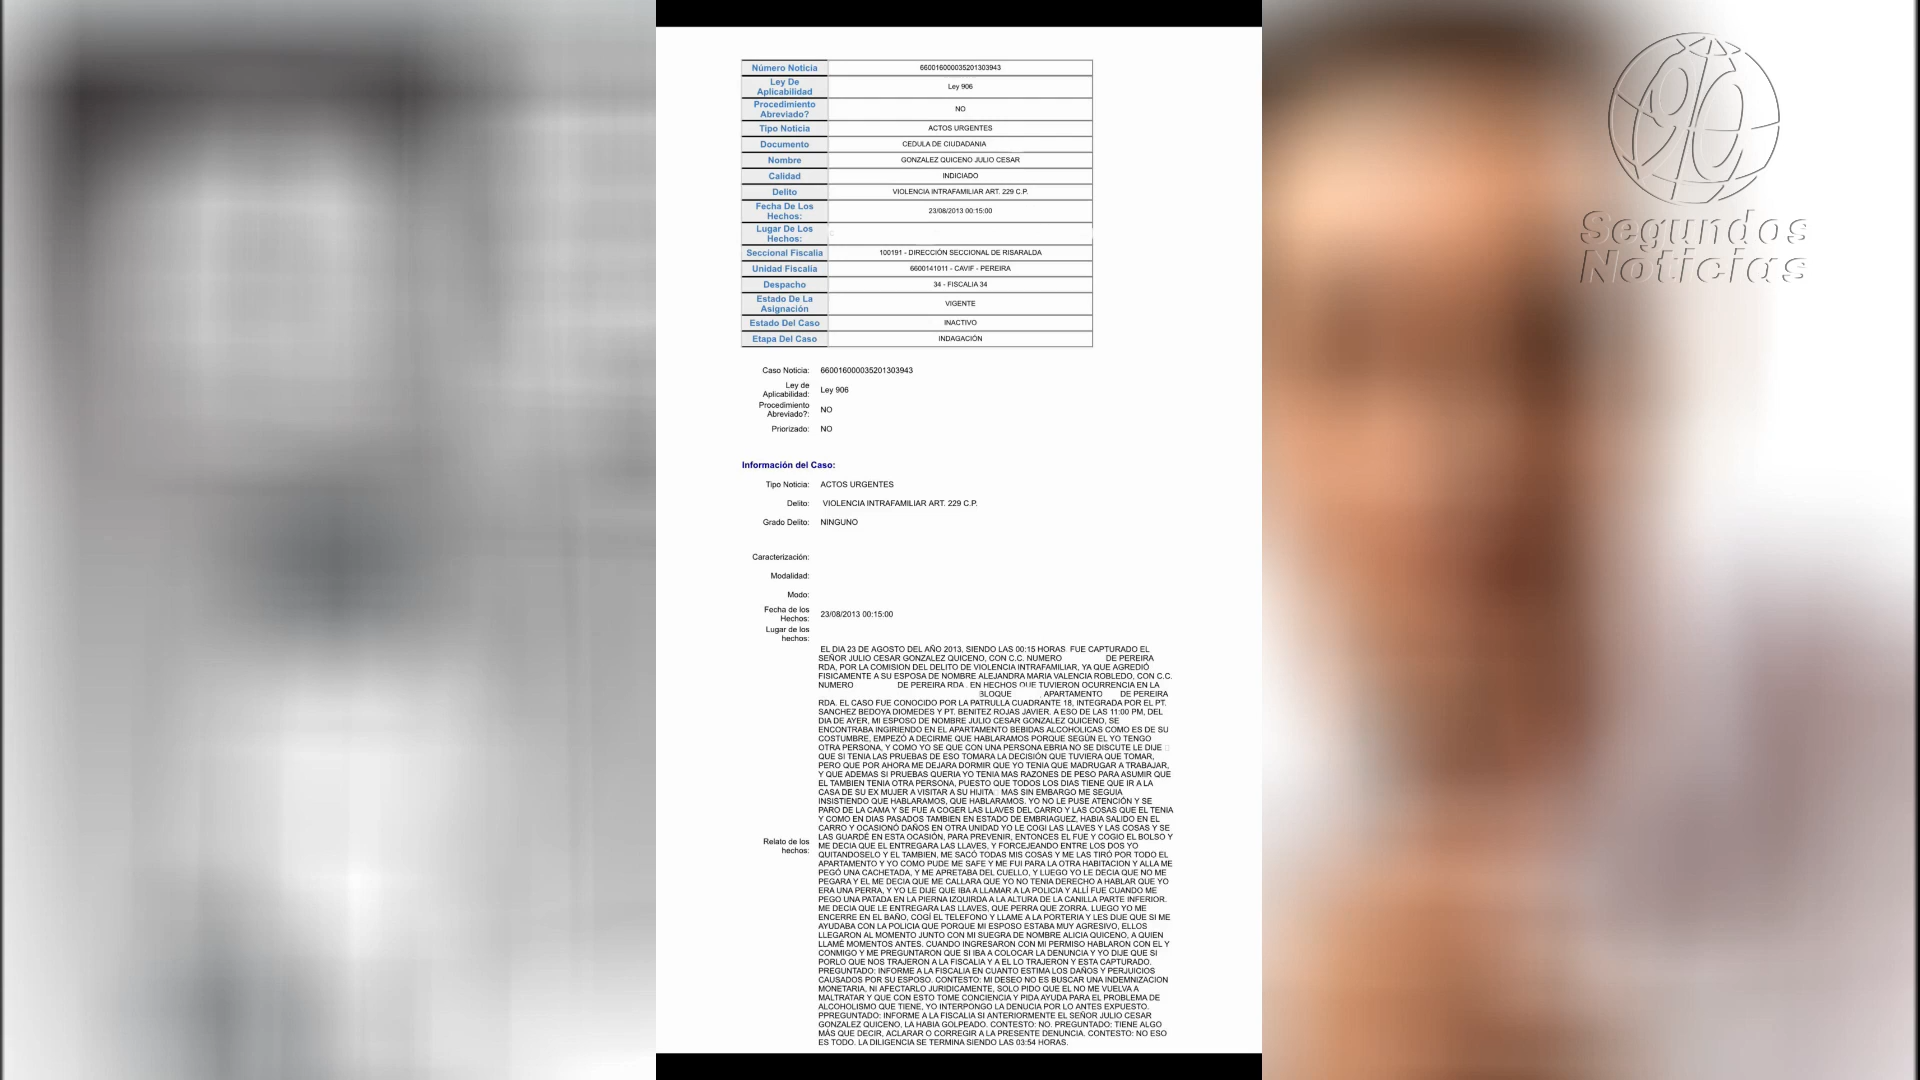 Número Noticia 660016000035201303943
Ley De
Aplicabilidad Ley 906
Procedimiento
Abreviado? NO
Tipo Noticia ACTOS URGENTES
Documento CEDULA DE CIUDADANIA
Nombre GONZALEZ QUICENO JULIO CESAR
Calidad INDICIADO
Delito VIOLENCIA INTRAFAMILIAR ART. 229 C.P.
Fecha De Los
Hechos: 23/08/2013 00:15:00
Lugar De Los
Hechos:
Seccional Fiscalia 100191 - DIRECCIÓN SECCIONAL DE RISARALDA
Unidad Fiscalia 6600141011 - CAVIF - PEREIRA
Despacho 34 - FISCALIA 34
Estado De La
Asignación VIGENTE
Estado Del Caso INACTIVO
Etapa Del Caso INDAGACIÓN
Caso Noticia: 660016000035201303943
Ley de
Aplicabilidad: Ley 906
Procedimiento
Abreviado?: NO
Priorizado: NO
Información del Caso:
Tipo Noticia: ACTOS URGENTES
Delito: VIOLENCIA INTRAFAMILIAR ART. 229 C.P.
Grado Delito: NINGUNO
Caracterización:
Modalidad:
Modo:
Fecha de los
Hechos: 23/08/2013 00:15:00
Lugar de los
hechos:
Relato de los
hechos:
EL DIA 23 DE AGOSTO DEL AÑO 2013, SIENDO LAS 00:15 HORAS FUE CAPTURADO EL
SEÑOR JULIO CESAR GONZALEZ QUICENO, CON C.C. NUMERO DE PEREIRA
RDA, POR LA COMISION DEL DELITO DE VIOLENCIA INTRAFAMILIAR, YA QUE AGREDIÓ
FISICAMENTE A SU ESPOSA DE NOMBRE ALEJANDRA MARIA VALENCIA ROBLEDO, CON C.C.
NUMERO DE PEREIRA RDA , EN HECHOS QUE TUVIERON OCURRENCIA EN LA
BLOQUE , APARTAMENTO DE PEREIRA
RDA. EL CASO FUE CONOCIDO POR LA PATRULLA CUADRANTE 18, INTEGRADA POR EL PT.
SANCHEZ BEDOYA DIOMEDES Y PT. BENITEZ ROJAS JAVIER. A ESO DE LAS 11:00 PM, DEL
DIA DE AYER, MI ESPOSO DE NOMBRE JULIO CESAR GONZALEZ QUICENO, SE
ENCONTRABA INGIRIENDO EN EL APARTAMENTO BEBIDAS ALCOHOLICAS COMO ES DE SU
COSTUMBRE, EMPEZÓ A DECIRME QUE HABLARAMOS PORQUE SEGÚN EL YO TENGO
OTRA PERSONA, Y COMO YO SE QUE CON UNA PERSONA EBRIA NO SE DISCUTE LE DIJE
QUE SI TENIA LAS PRUEBAS DE ESO TOMARA LA DECISIÓN QUE TUVIERA QUE TOMAR,
PERO QUE POR AHORA ME DEJARA DORMIR QUE YO TENIA QUE MADRUGAR A TRABAJAR,
Y QUE ADEMAS SI PRUEBAS QUERIA YO TENIA MAS RAZONES DE PESO PARA ASUMIR QUE
EL TAMBIEN TENIA OTRA PERSONA, PUESTO QUE TODOS LOS DIAS TIENE QUE IR A LA
CASA DE SU EX MUJER A VISITAR A SU HIJITA. MAS SIN EMBARGO ME SEGUIA
INSISTIENDO QUE HABLARAMOS, QUE HABLARAMOS. YO NO LE PUSE ATENCIÓN Y SE
PARO DE LA CAMA Y SE FUE A COGER LAS LLAVES DEL CARRO Y LAS COSAS QUE EL TENIA
Y COMO EN DIAS PASADOS TAMBIEN EN ESTADO DE EMBRIAGUEZ, HABIA SALIDO EN EL
CARRO Y OCASIONÓ DAÑOS EN OTRA UNIDAD YO LE COGI LAS LLAVES Y LAS COSAS Y SE
LAS GUARDÉ EN ESTA OCASIÓN, PARA PREVENIR, ENTONCES EL FUE Y COGIO EL BOLSO Y
ME DECIA QUE EL ENTREGARA LAS LLAVES, Y FORCEJEANDO ENTRE LOS DOS YO
QUITANDOSELO Y EL TAMBIEN, ME SACÓ TODAS MIS COSAS Y ME LAS TIRÓ POR TODO EL
APARTAMENTO Y YO COMO PUDE ME SAFE Y ME FUI PARA LA OTRA HABITACION Y ALLA ME
PEGÓ UNA CACHETADA, Y ME APRETABA DEL CUELLO, Y LUEGO YO LE DECIA QUE NO ME
PEGARA Y EL ME DECIA QUE ME CALLARA QUE YO NO TENIA DERECHO A HABLAR QUE YO
ERA UNA PERRA, Y YO LE DIJE QUE IBA A LLAMAR A LA POLICIA Y ALLÍ FUE CUANDO ME
PEGO UNA PATADA EN LA PIERNA IZQUIRDA A LA ALTURA DE LA CANILLA PARTE INFERIOR.
ME DECIA QUE LE ENTREGARA LAS LLAVES, QUE PERRA QUE ZORRA. LUEGO YO ME
ENCERRE EN EL BAÑO, COGÍ EL TELEFONO Y LLAME A LA PORTERIA Y LES DIJE QUE SI ME
AYUDABA CON LA POLICIA QUE PORQUE MI ESPOSO ESTABA MUY AGRESIVO, ELLOS
LLEGARON AL MOMENTO JUNTO CON MI SUEGRA DE NOMBRE ALICIA QUICENO, A QUIEN
LLAMÉ MOMENTOS ANTES. CUANDO INGRESARON CON MI PERMISO HABLARON CON EL Y
CONMIGO Y ME PREGUNTARON QUE SI IBA A COLOCAR LA DENUNCIA Y YO DIJE QUE SI
PORLO QUE NOS TRAJERON A LA FISCALIA Y A EL LO TRAJERON Y ESTA CAPTURADO.
PREGUNTADO: INFORME A LA FISCALIA EN CUANTO ESTIMA LOS DAÑOS Y PERJUICIOS
CAUSADOS POR SU ESPOSO. CONTESTO: MI DESEO NO ES BUSCAR UNA INDEMNIZACION
MONETARIA, NI AFECTARLO JURIDICAMENTE, SOLO PIDO QUE EL NO ME VUELVA A
MALTRATAR Y QUE CON ESTO TOME CONCIENCIA Y PIDA AYUDA PARA EL PROBLEMA DE
ALCOHOLISMO QUE TIENE, YO INTERPONGO LA DENUCIA POR LO ANTES EXPUESTO.
PPREGUNTADO: INFORME A LA FISCALIA SI ANTERIORMENTE EL SEÑOR JULIO CESAR
GONZALEZ QUICENO, LA HABIA GOLPEADO. CONTESTO: NO. PREGUNTADO: TIENE ALGO
MÁS QUE DECIR, ACLARAR O CORREGIR A LA PRESENTE DENUNCIA. CONTESTO: NO ESO
ES TODO. LA DILIGENCIA SE TERMINA SIENDO LAS 03:54 HORAS.
90
Segundos
Noticias